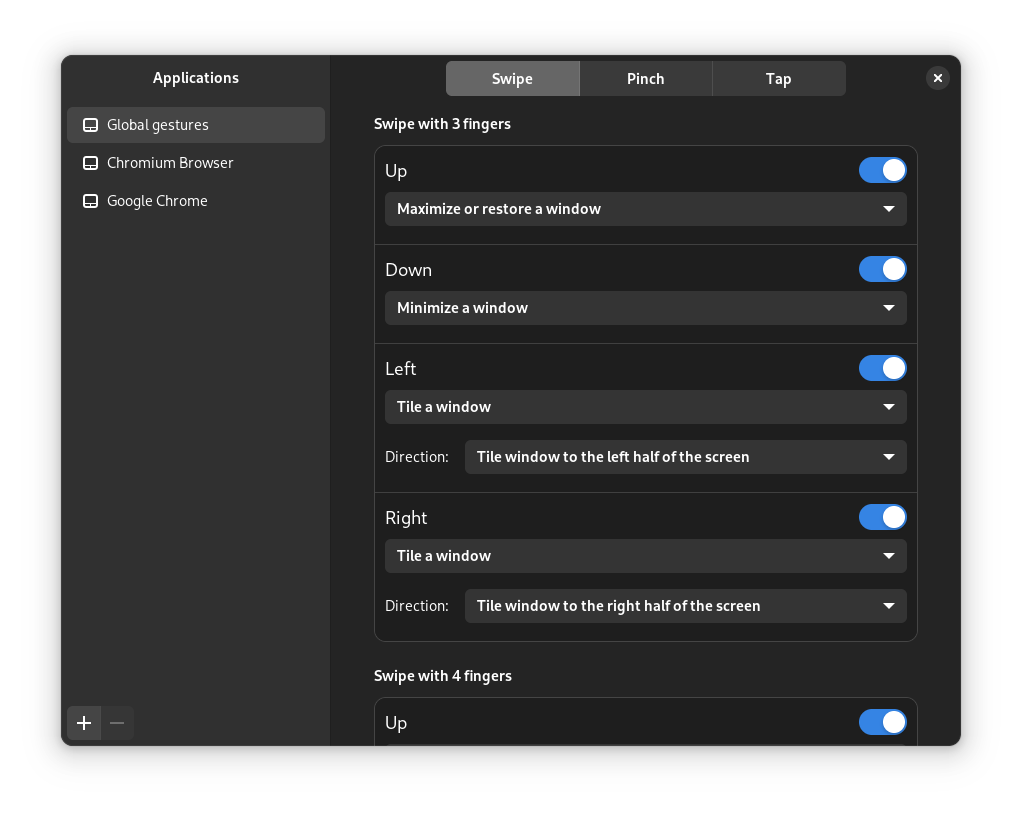 Applications
Global gestures
Chromium Browser
Google Chrome
Swipe Pinch Tap
Swipe with 3 fingers
Up
Maximize or restore a window
Down
Minimize a window
Left
Tile a window
Direction: Tile window to the left half of the screen
Right
Tile a window
Direction: Tile window to the right half of the screen
Swipe with 4 fingers
Up